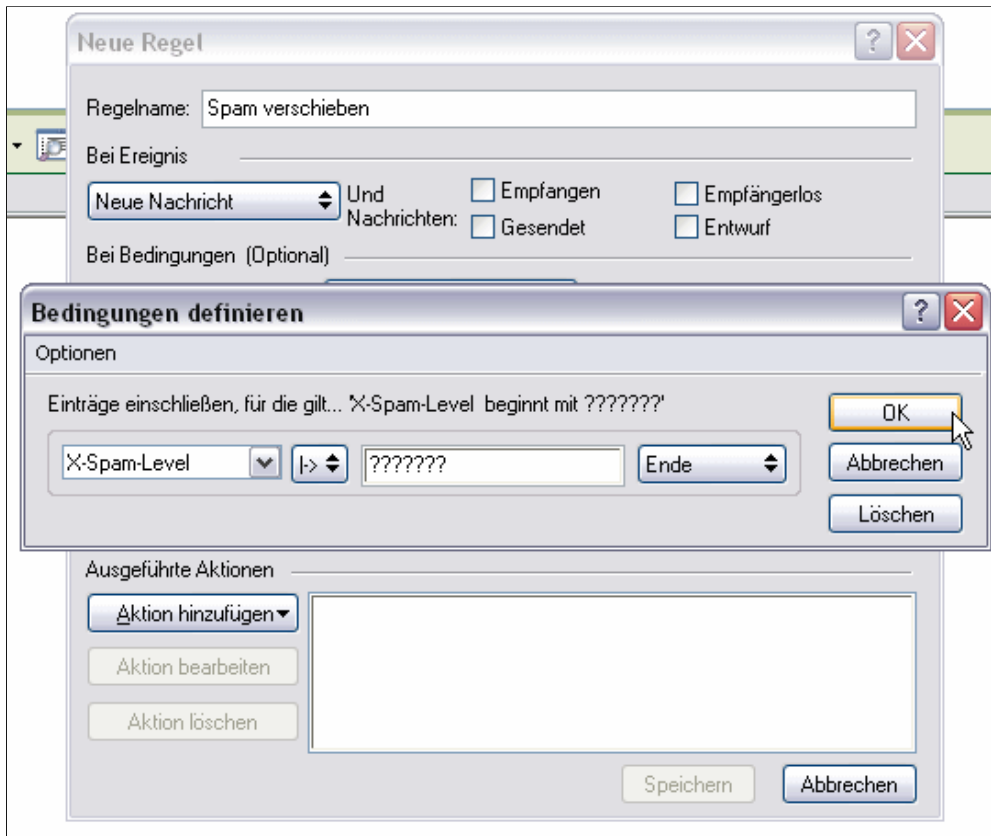 Neue Regel
Regelname: Spam verschieben
Bei Ereignis
Neue Nachricht Und Nachrichten: Empfangen Empfängerlos
Gesendet Entwurf
Bei Bedingungen (Optional)
Bedingungen definieren
Optionen
Einträge einschließen, für die gilt... 'X-Spam-Level beginnt mit ???????'
OK
X-Spam-Level |-> ??????? Ende
Abbrechen
Löschen
Ausgeführte Aktionen
Aktion hinzufügen
Aktion bearbeiten
Aktion löschen
Speichern Abbrechen